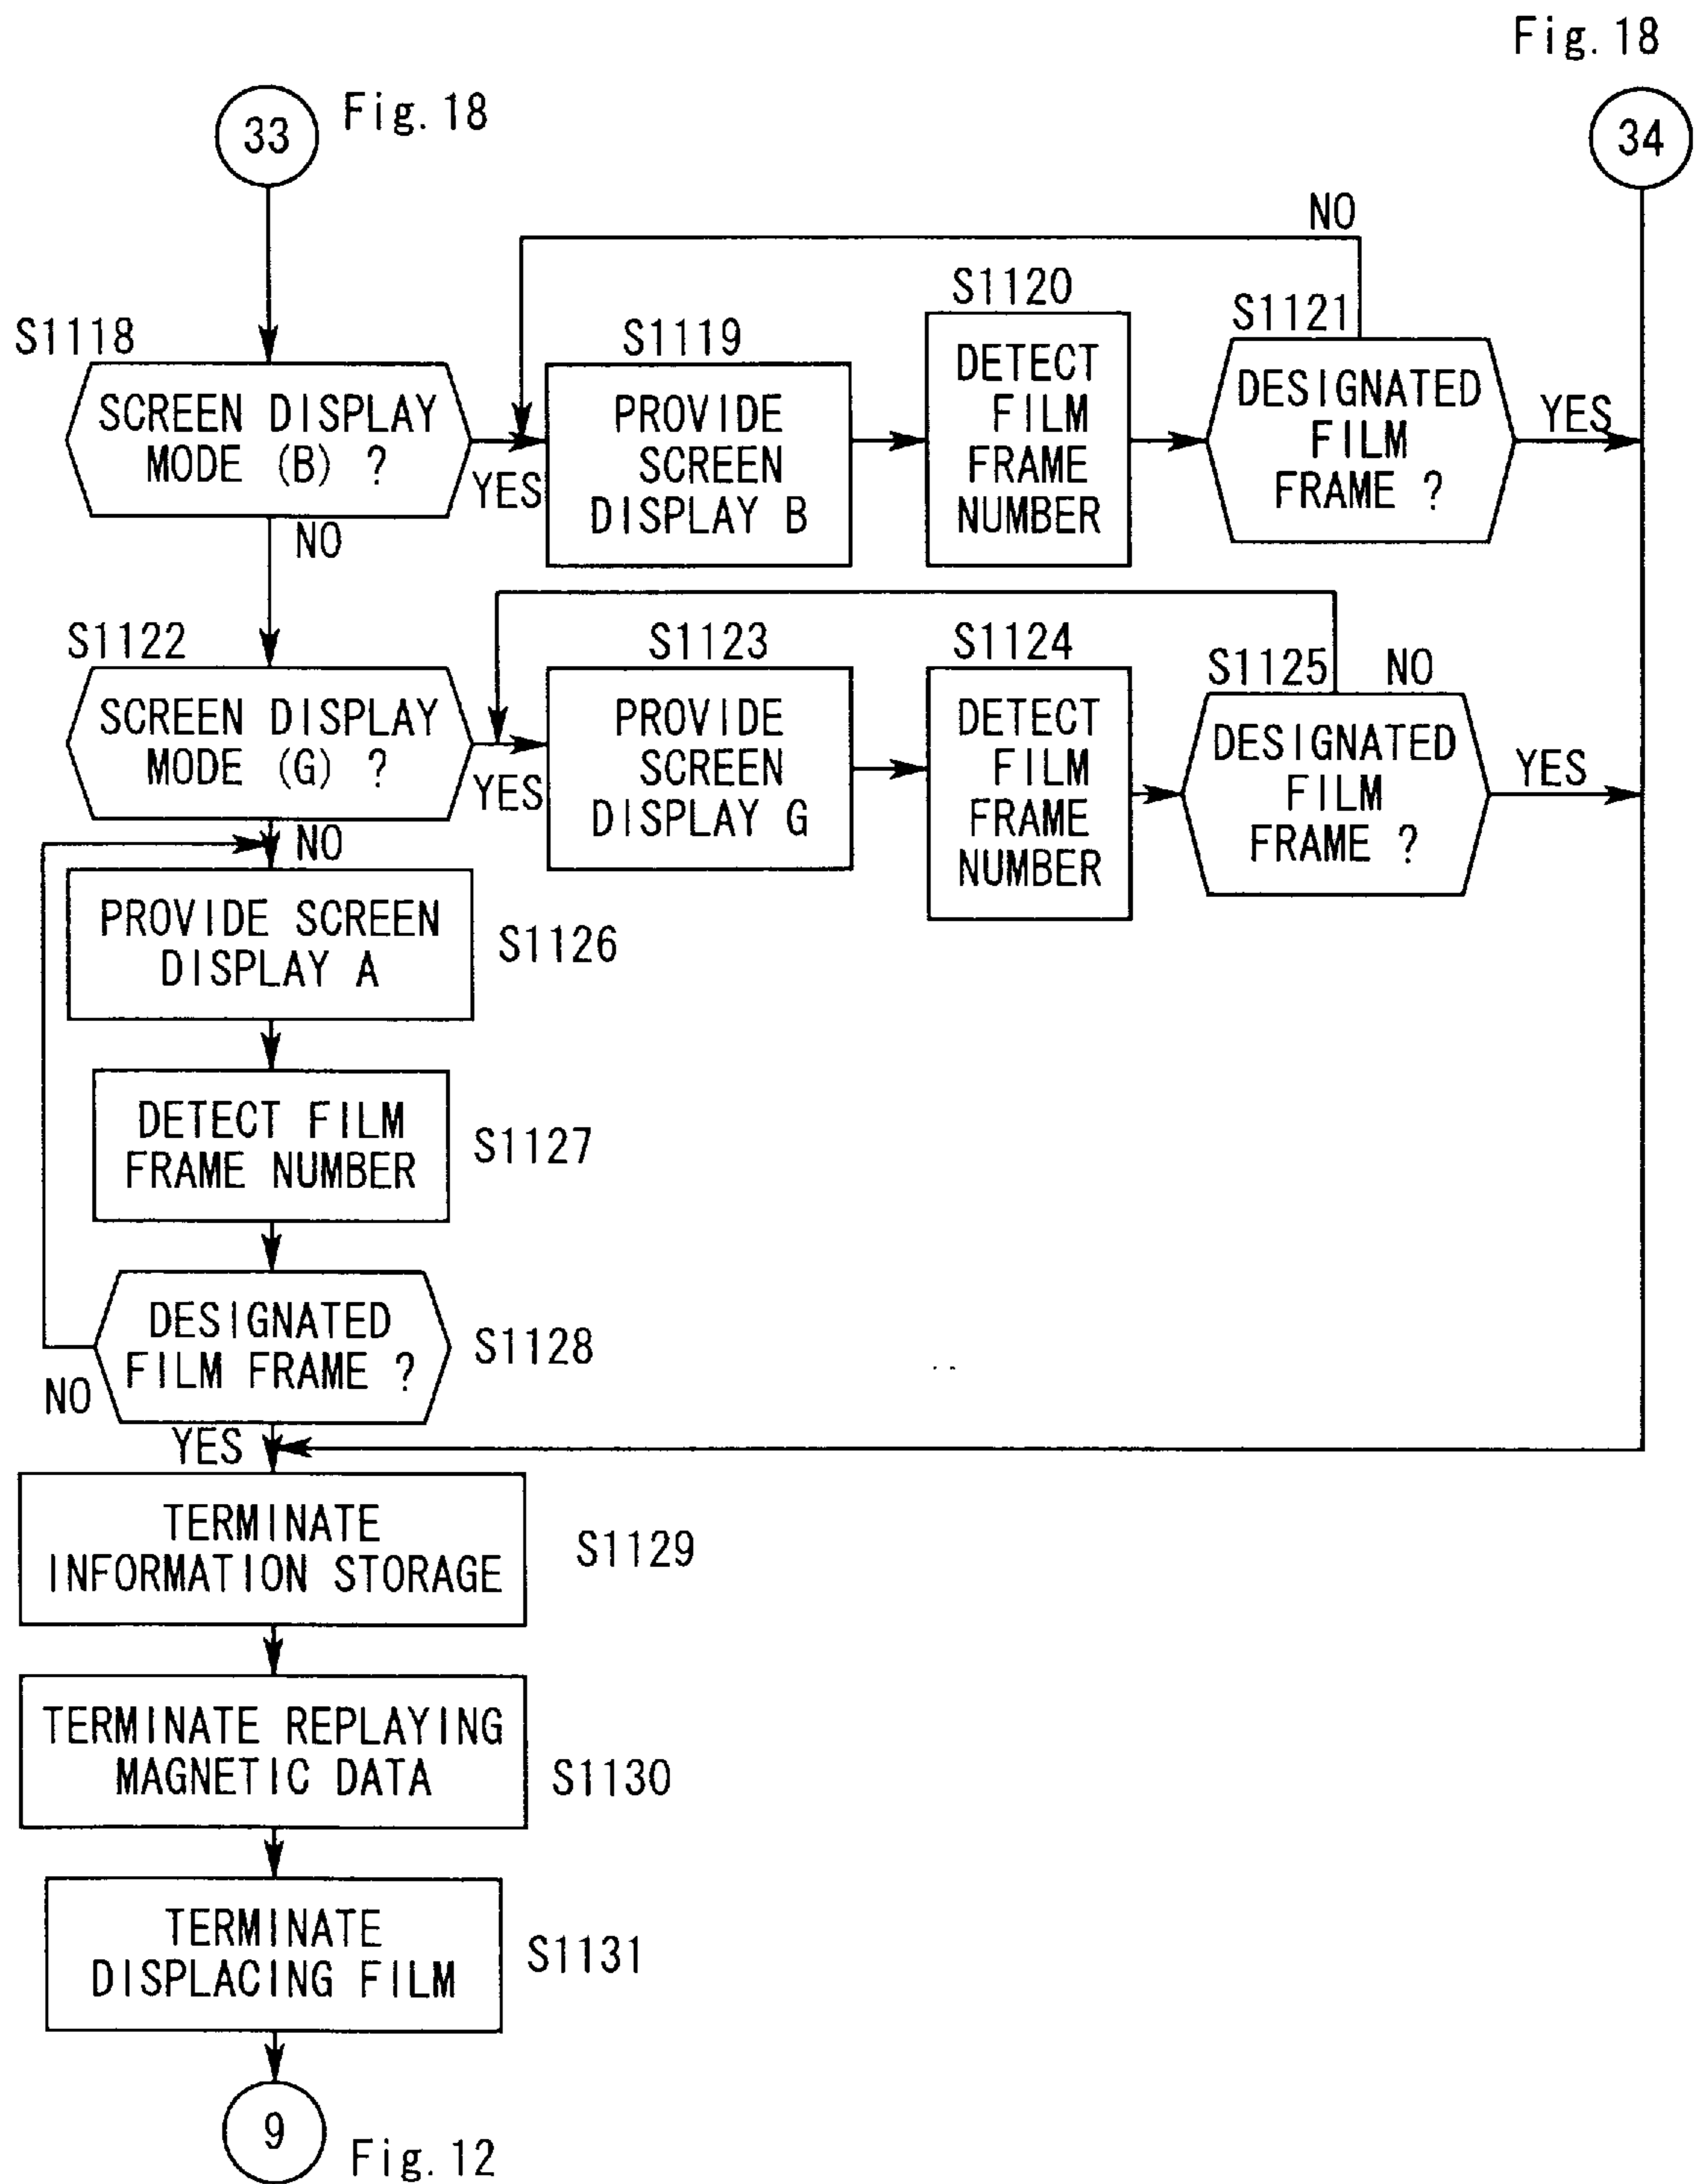 Fig. 18
33
Fig. 18
34
NO
S1118
SCREEN DISPLAY
MODE (B) ?
YES
NO
S1119
PROVIDE
SCREEN
DISPLAY B
S1120
DETECT
FILM
FRAME
NUMBER
S1121
DESIGNATED
FILM
FRAME ?
YES
S1122
SCREEN DISPLAY
MODE (G) ?
YES
NO
S1123
PROVIDE
SCREEN
DISPLAY G
S1124
DETECT
FILM
FRAME
NUMBER
S1125
NO
DESIGNATED
FILM
FRAME ?
YES
PROVIDE SCREEN
DISPLAY A
S1126
DETECT FILM
FRAME NUMBER
S1127
DESIGNATED
FILM FRAME ?
S1128
NO
YES
TERMINATE
INFORMATION STORAGE
S1129
TERMINATE REPLAYING
MAGNETIC DATA
S1130
TERMINATE
DISPLACING FILM
S1131
9
Fig. 12